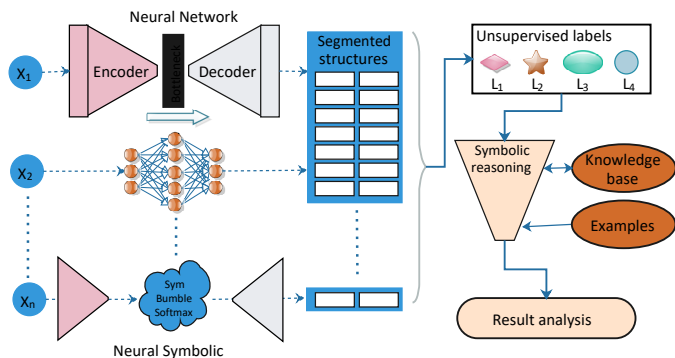 Neural Network
X1
Encoder
Bottleneck
Decoder
Segmented
structures
Unsupervised labels
L1 L2 L3 L4
X2
Symbolic
reasoning
Knowledge
base
Examples
Xn
Sym
Bumble
Softmax
Neural Symbolic
Result analysis